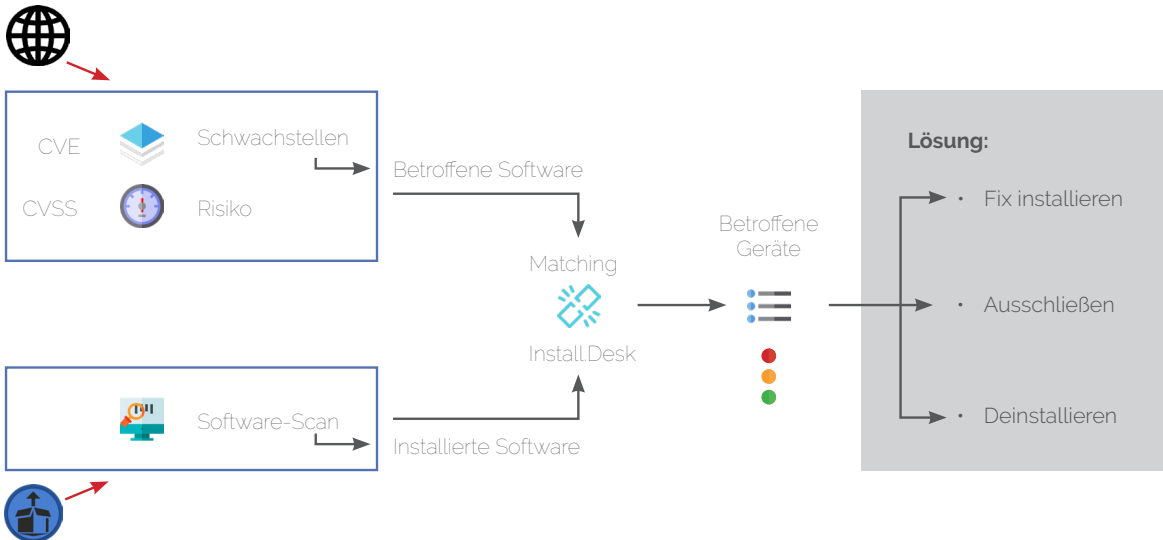 CVE
Schwachstellen
CVSS
Risiko
Betroffene Software
Matching
Install.Desk
Software-Scan
Installierte Software
Betroffene
Geräte
Lösung:
• Fix installieren
• Ausschließen
• Deinstallieren